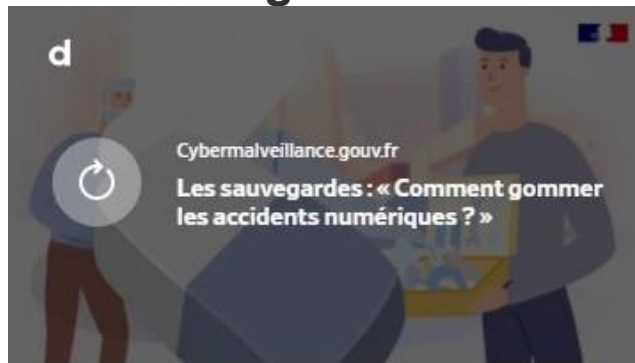 d
Cybermalveillance.gouv.fr
Les sauvegardes : « Comment gommer
les accidents numériques ? »